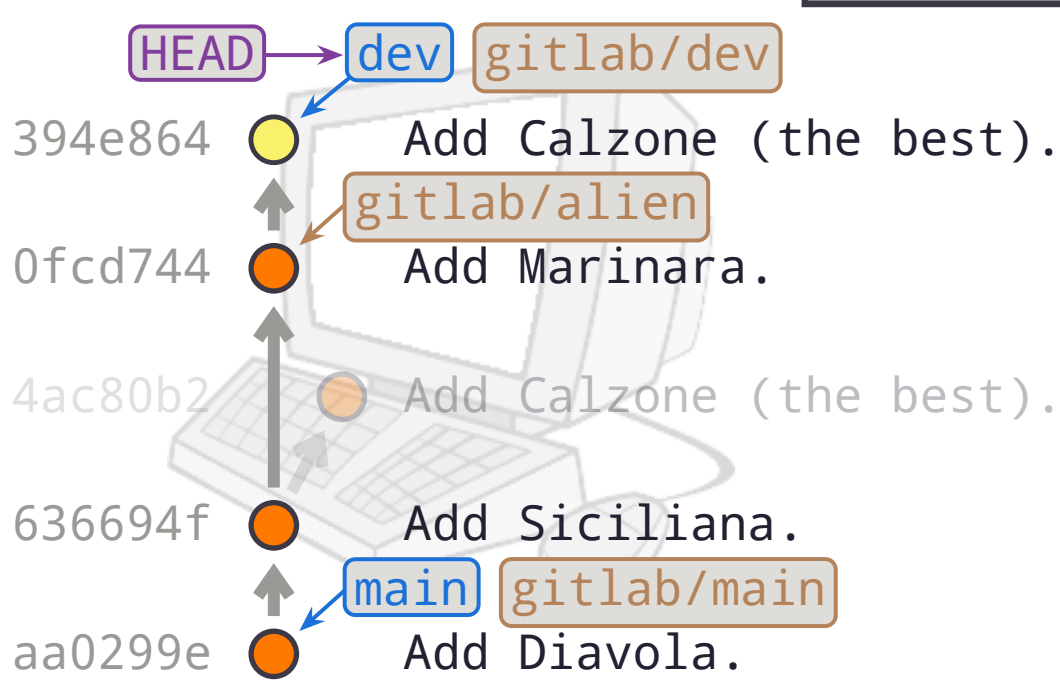 HEAD dev gitlab/dev
394e864 Add Calzone (the best).
gitlab/alien
0fcd744 Add Marinara.
4ac80b2 Add Calzone (the best).
636694f Add Siciliana.
main gitlab/main
aa0299e Add Diavola.